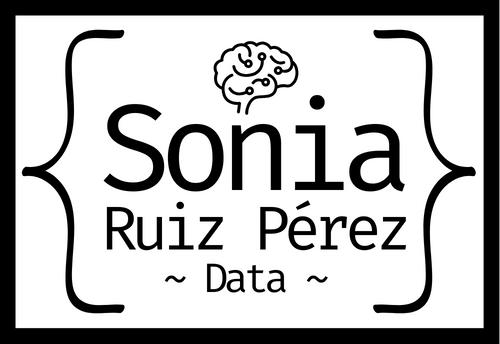 Sonia
Ruiz Pérez
~ Data ~